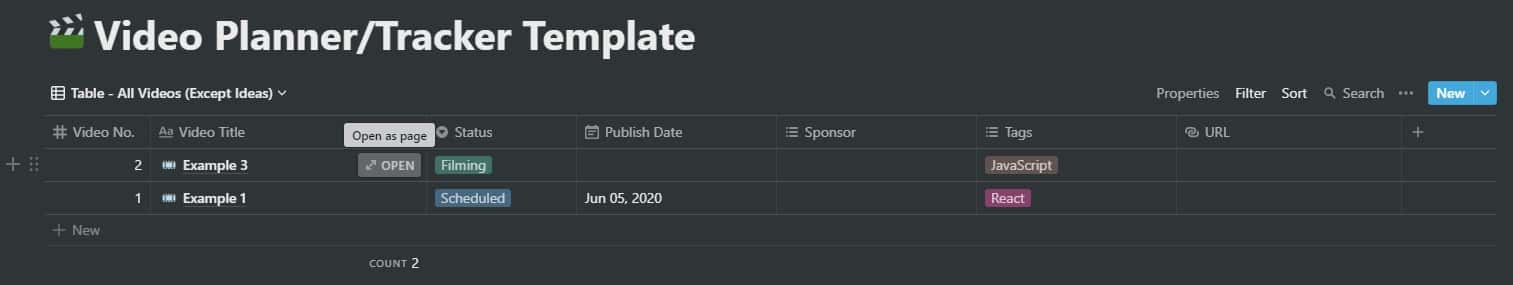 Video Planner/Tracker Template
Table - All Videos (Except Ideas) Properties Filter Sort Search New
Video No. Aa Video Title Open as page Status Publish Date Sponsor Tags URL
2 Example 3 OPEN Filming JavaScript
1 Example 1 Scheduled Jun 05, 2020 React
New
COUNT 2